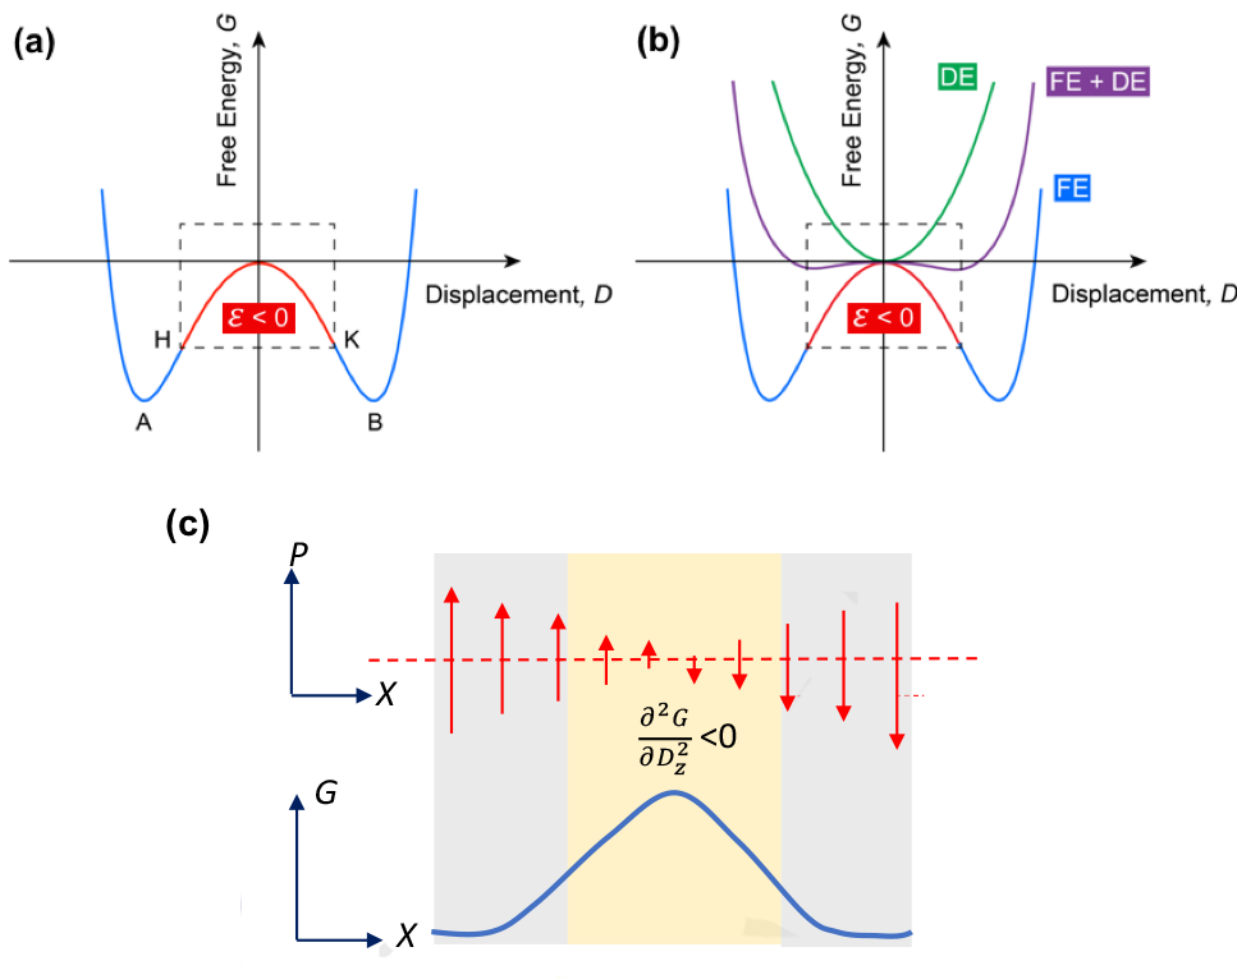 (a)
Free Energy, G
Displacement, D
ℰ < 0
H
K
A
B
(b)
Free Energy, G
DE
FE + DE
FE
Displacement, D
ℰ < 0
(c)
P
X
∂²G
∂D_z² <0
G
X